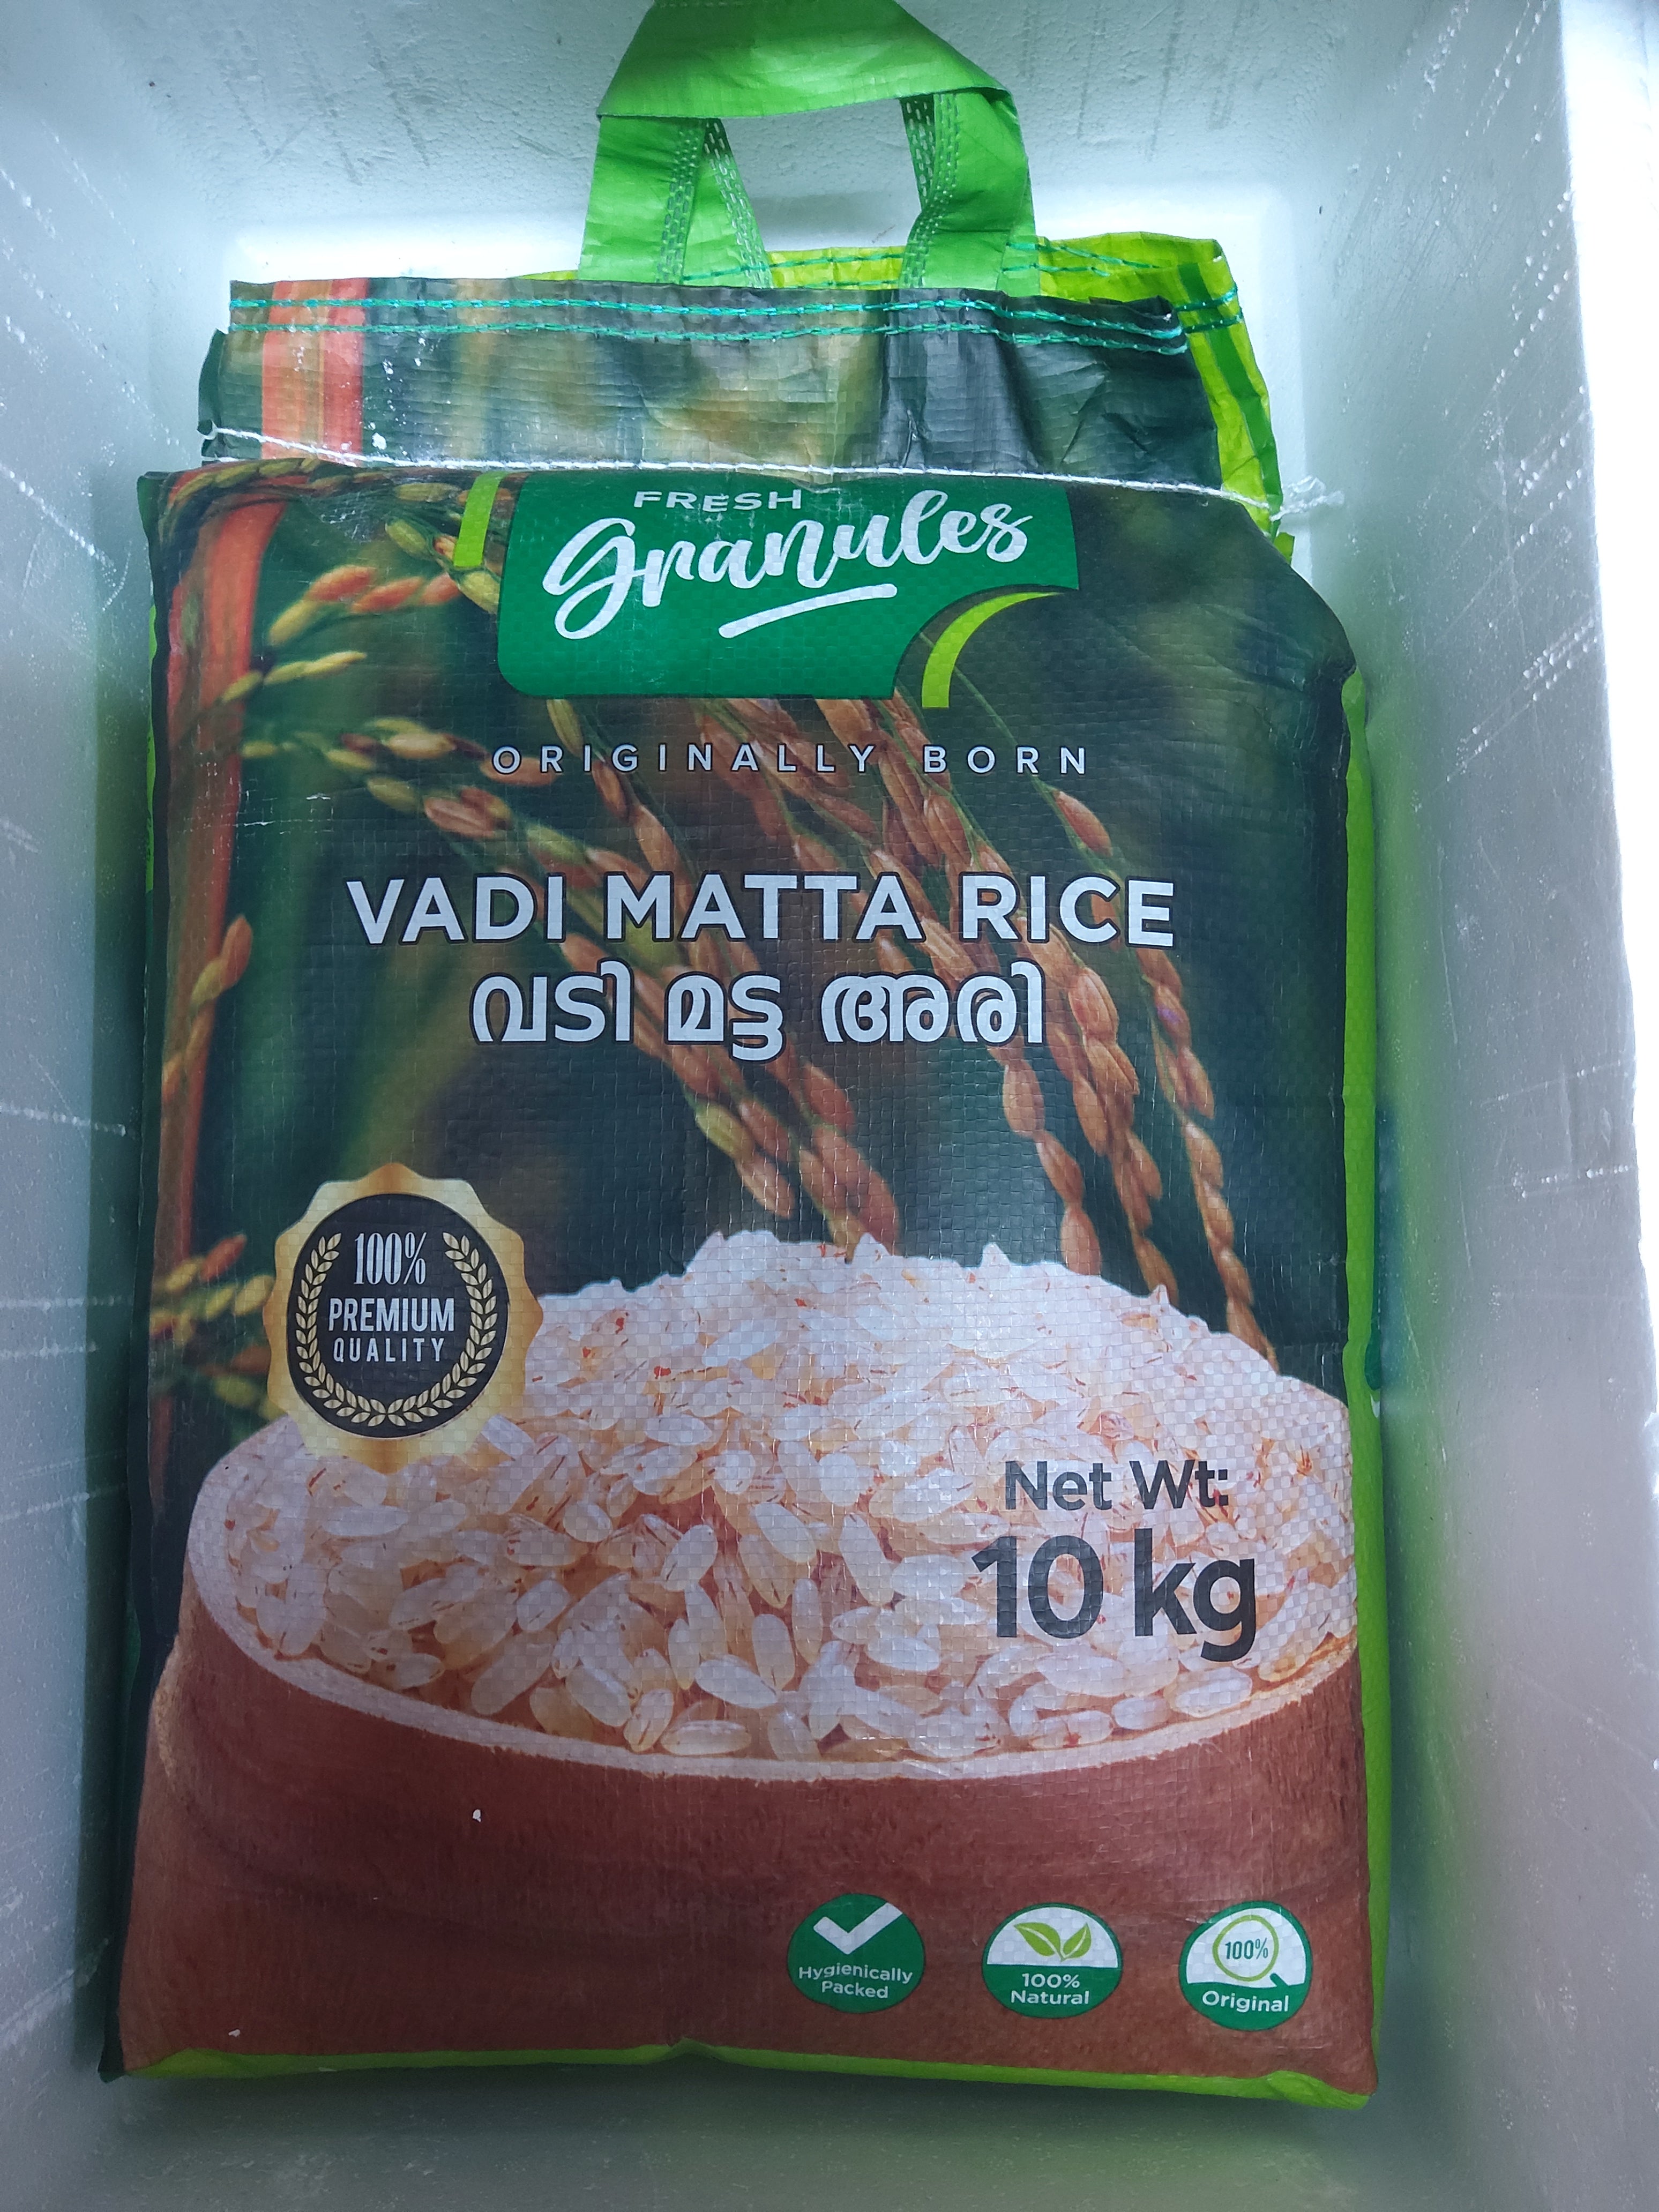 FRESH
Granules
ORIGINALLY BORN
VADI MATTA RICE
വടി മട്ട അരി
100%
PREMIUM
QUALITY
Net Wt:
10 kg
Hygienically
Packed
100%
Natural
100%
Original